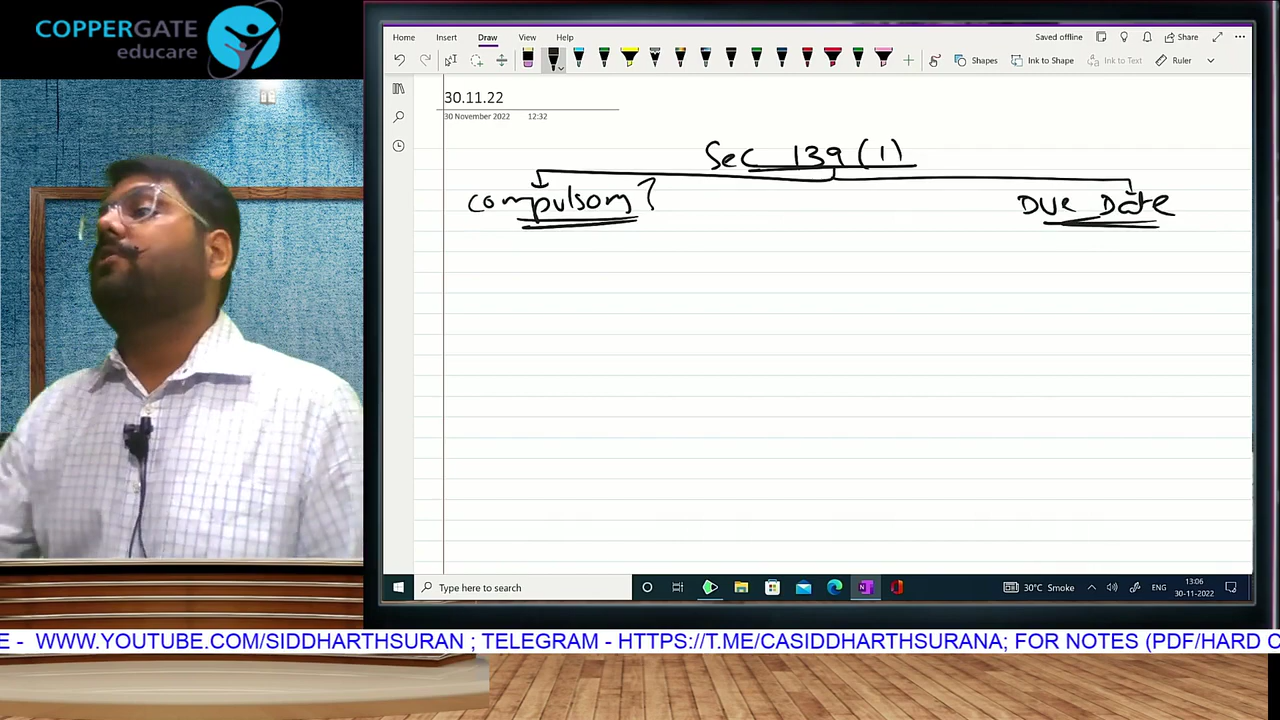 COPPERGATE
educare
Home Insert Draw View Help
Saved offline
Share
Shapes
Ink to Shape
Ink to Text
Ruler
30.11.22
30 November 2022 12:32
Sec 139(1)
compulsory?
Due Date
Type here to search
30°C Smoke
ENG
13:06
30-11-2022
E - WWW.YOUTUBE.COM/SIDDHARTHSURAN ; TELEGRAM - HTTPS://T.ME/CASIDDHARTHSURANA; FOR NOTES (PDF/HARD C